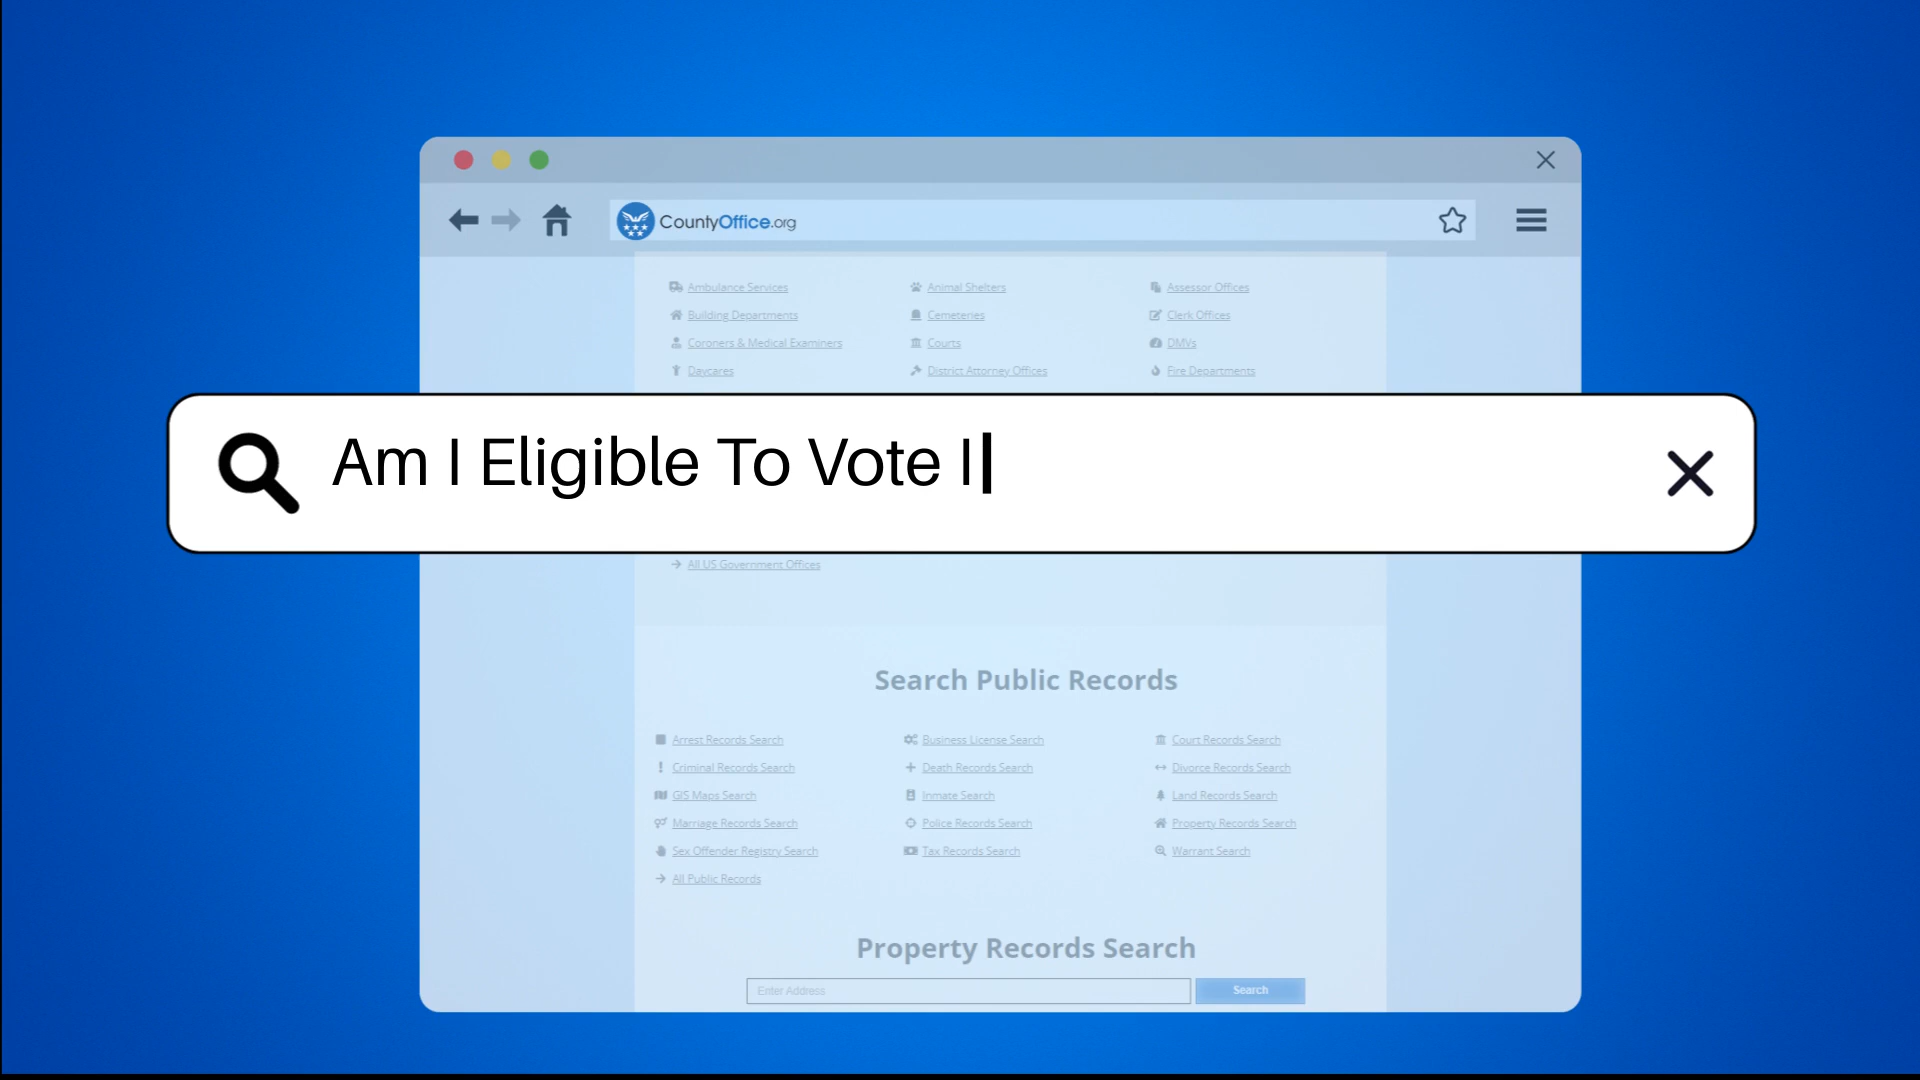 CountyOffice.org
Ambulance Services Animal Shelters Assessor Offices
Building Departments Cemeteries Clerk Offices
Coroners & Medical Examiners Courts DMVs
Daycares District Attorney Offices Fire Departments
Am I Eligible To Vote I
All US Government Offices
Search Public Records
Arrest Records Search Business License Search Court Records Search
Criminal Records Search Death Records Search Divorce Records Search
GIS Maps Search Inmate Search Land Records Search
Marriage Records Search Police Records Search Property Records Search
Sex Offender Registry Search Tax Records Search Warrant Search
All Public Records
Property Records Search
Enter Address Search